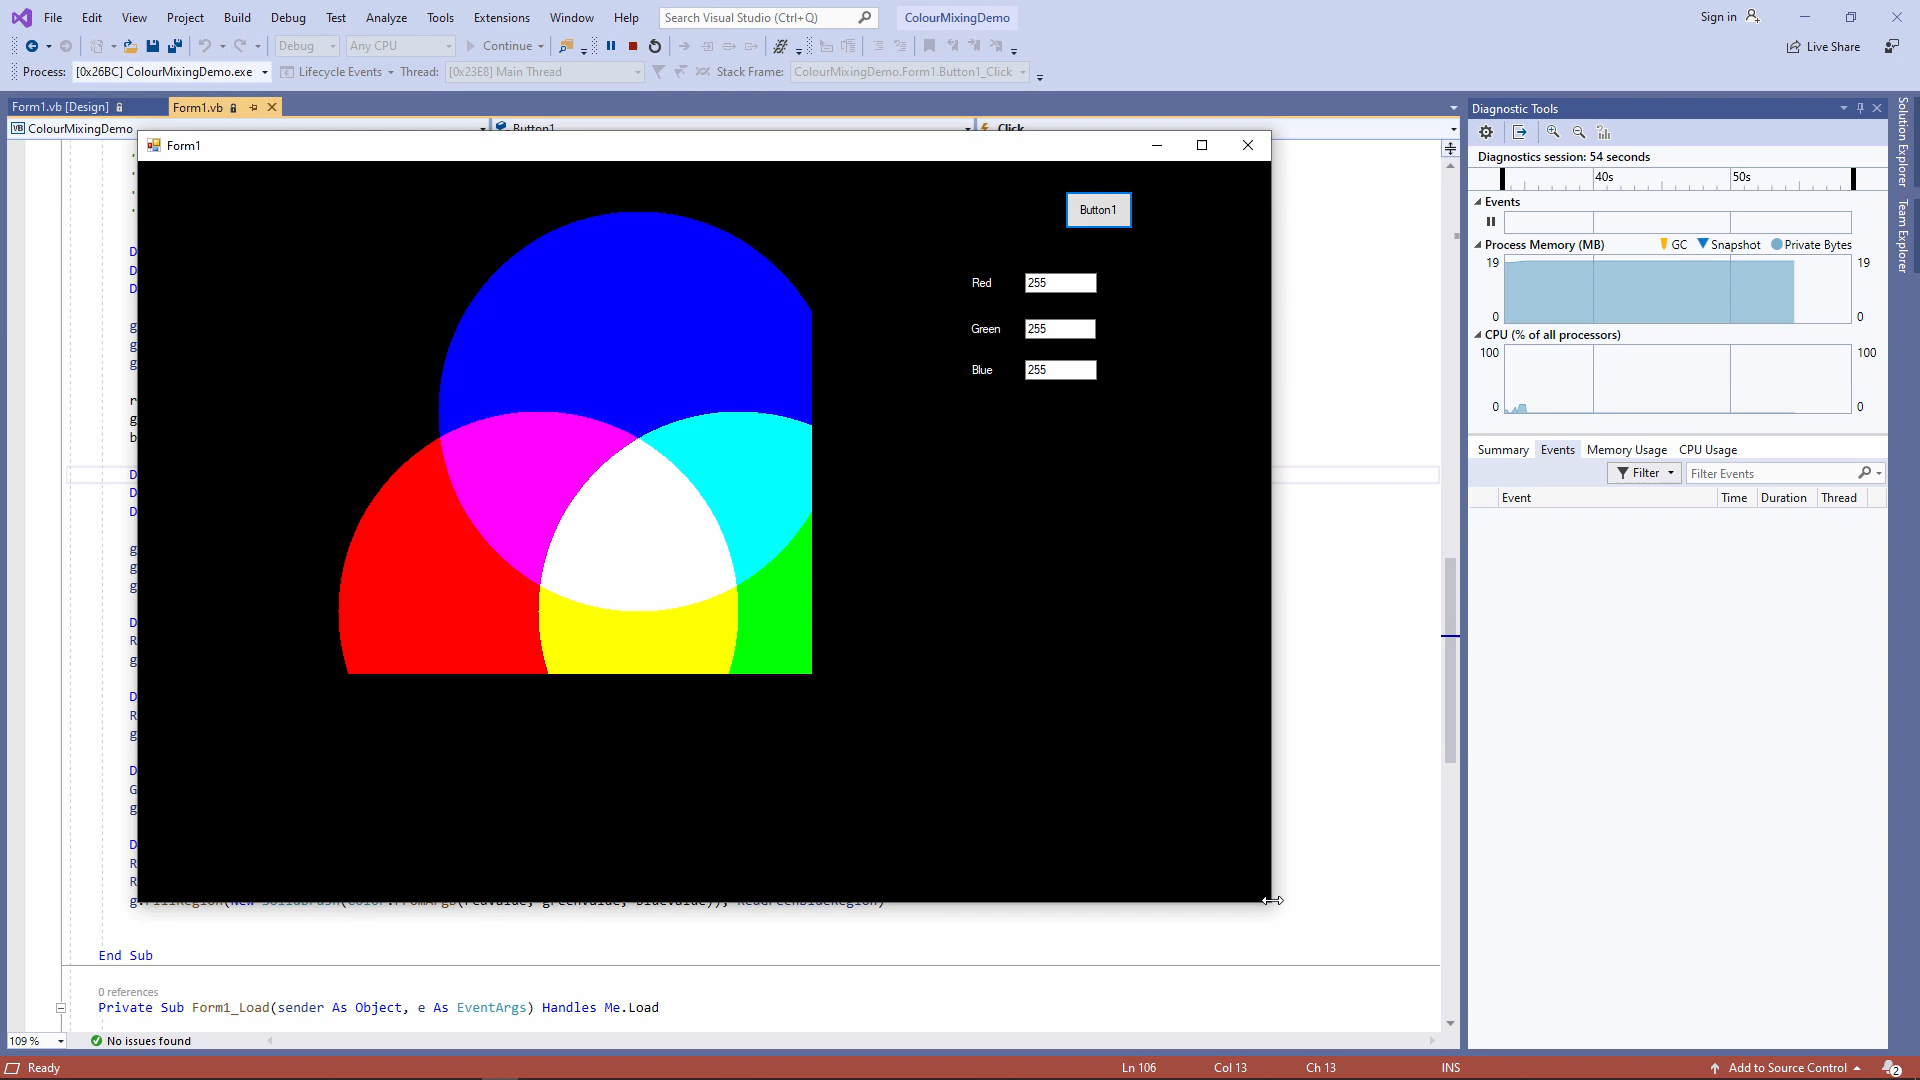 File Edit View Project Build Debug Test Analyze Tools Extensions Window Help Search Visual Studio (Ctrl+Q) ColourMixingDemo Sign in
Debug Any CPU Continue Live Share
Process: [0x26BC] ColourMixingDemo.exe Lifecycle Events Thread: [0x23E8] Main Thread Stack Frame: ColourMixingDemo.Form1.Button1_Click
Form1.vb [Design] Form1.vb
VB ColourMixingDemo Button1 Click
Form1
Button1
Red 255
Green 255
Blue 255
D
D
D
g
g
g
r
g
b
D
D
D
g
g
g
D
R
g
D
R
g
D
G
g
D
R
R
End Sub
0 references
Private Sub Form1_Load(sender As Object, e As EventArgs) Handles Me.Load
109 % No issues found
Diagnostic Tools
Diagnostics session: 54 seconds
40s 50s
Events
Process Memory (MB) GC Snapshot Private Bytes
19 19
0 0
CPU (% of all processors)
100 100
0 0
Summary Events Memory Usage CPU Usage
Filter Filter Events
Event Time Duration Thread
Solution Explorer
Team Explorer
Ready Ln 106 Col 13 Ch 13 INS Add to Source Control 2